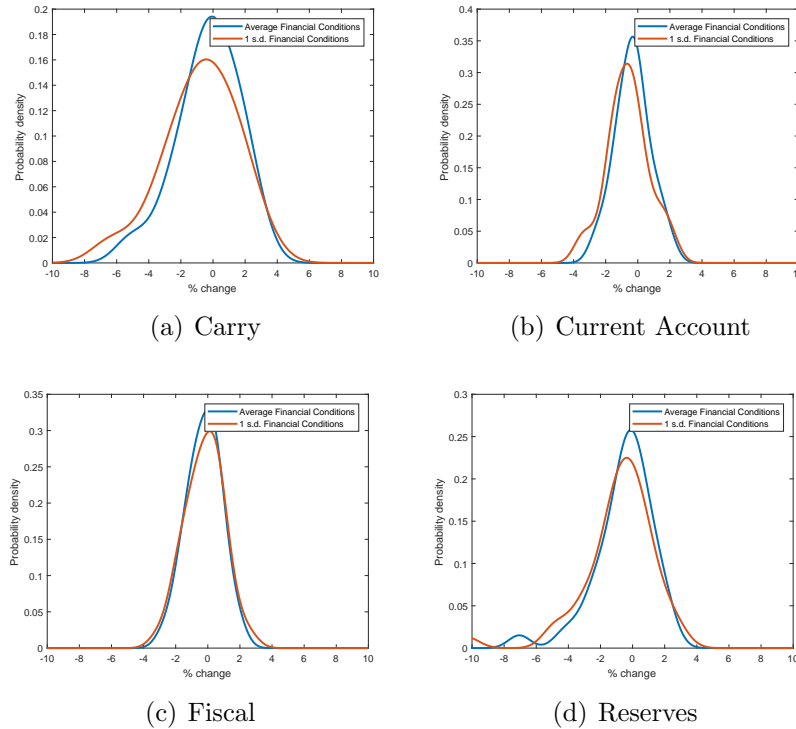 0.2
0.18
0.16
0.14
0.12
0.1
0.08
0.06
0.04
0.02
0
Probability density
-10 -8 -6 -4 -2 0 2 4 6 8 10
% change
Average Financial Conditions
1 s.d. Financial Conditions
(a) Carry
0.4
0.35
0.3
0.25
0.2
0.15
0.1
0.05
0
Probability density
-10 -8 -6 -4 -2 0 2 4 6 8 10
% change
Average Financial Conditions
1 s.d. Financial Conditions
(b) Current Account
0.35
0.3
0.25
0.2
0.15
0.1
0.05
0
Probability density
-10 -8 -6 -4 -2 0 2 4 6 8 10
% change
Average Financial Conditions
1 s.d. Financial Conditions
(c) Fiscal
0.3
0.25
0.2
0.15
0.1
0.05
0
Probability density
-10 -8 -6 -4 -2 0 2 4 6 8 10
% change
Average Financial Conditions
1 s.d. Financial Conditions
(d) Reserves